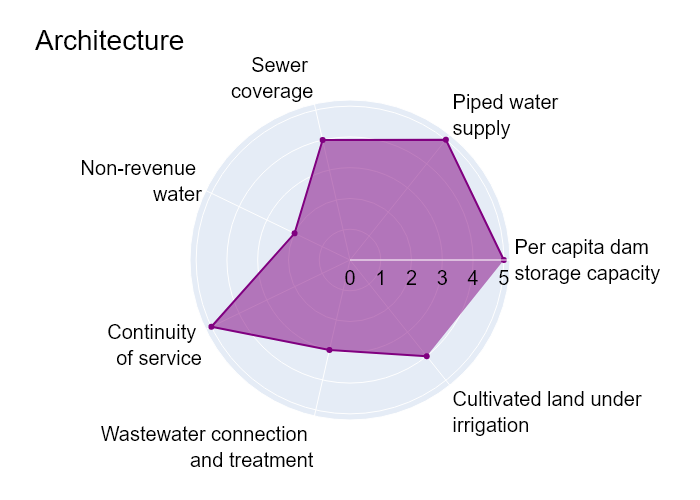 Architecture
Sewer
coverage
Piped water
supply
Non-revenue
water
Per capita dam
storage capacity
0 1 2 3 4 5
Continuity
of service
Cultivated land under
irrigation
Wastewater connection
and treatment